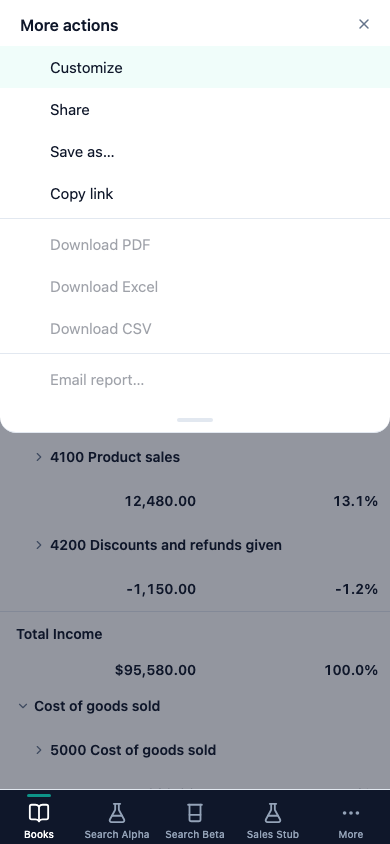 More actions
Customize
Share
Save as...
Copy link
Download PDF
Download Excel
Download CSV
Email report...
4100 Product sales
12,480.00 13.1%
4200 Discounts and refunds given
-1,150.00 -1.2%
Total Income
$95,580.00 100.0%
Cost of goods sold
5000 Cost of goods sold
Books Search Alpha Search Beta Sales Stub More